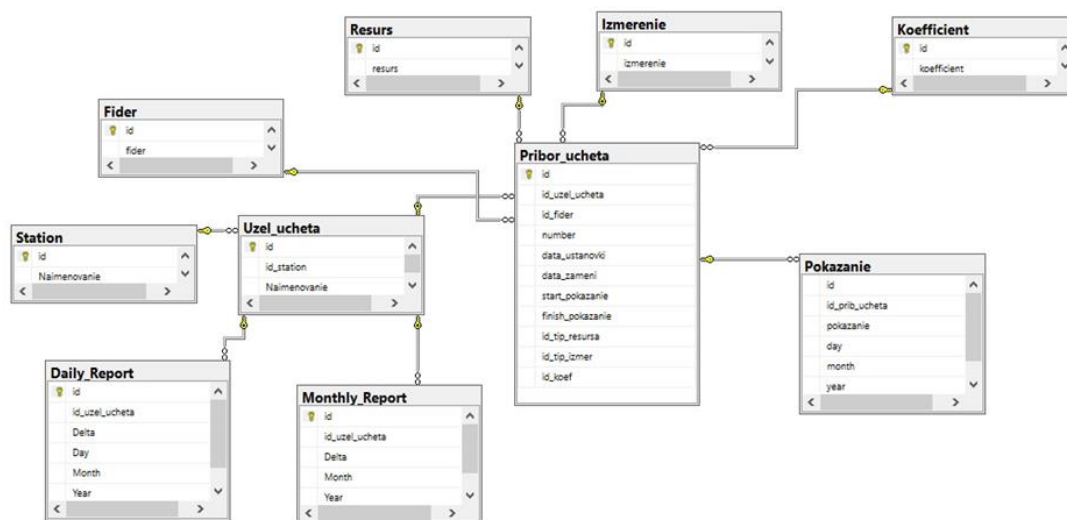 Resurs
id
resurs
Izmerenie
id
izmerenie
Koefficient
id
koefficient
Fider
id
fider
Pribor_ucheta
id
id_uzel_ucheta
id_fider
number
data_ustanovki
data_zameni
start_pokazanie
finish_pokazanie
id_tip_resursa
id_tip_izmer
id_koef
Station
id
Naimenovanie
Uzel_ucheta
id
id_station
Naimenovanie
Pokazanie
id
id_prib_ucheta
pokazanie
day
month
year
Daily_Report
id
id_uzel_ucheta
Delta
Day
Month
Year
Monthly_Report
id
id_uzel_ucheta
Delta
Month
Year